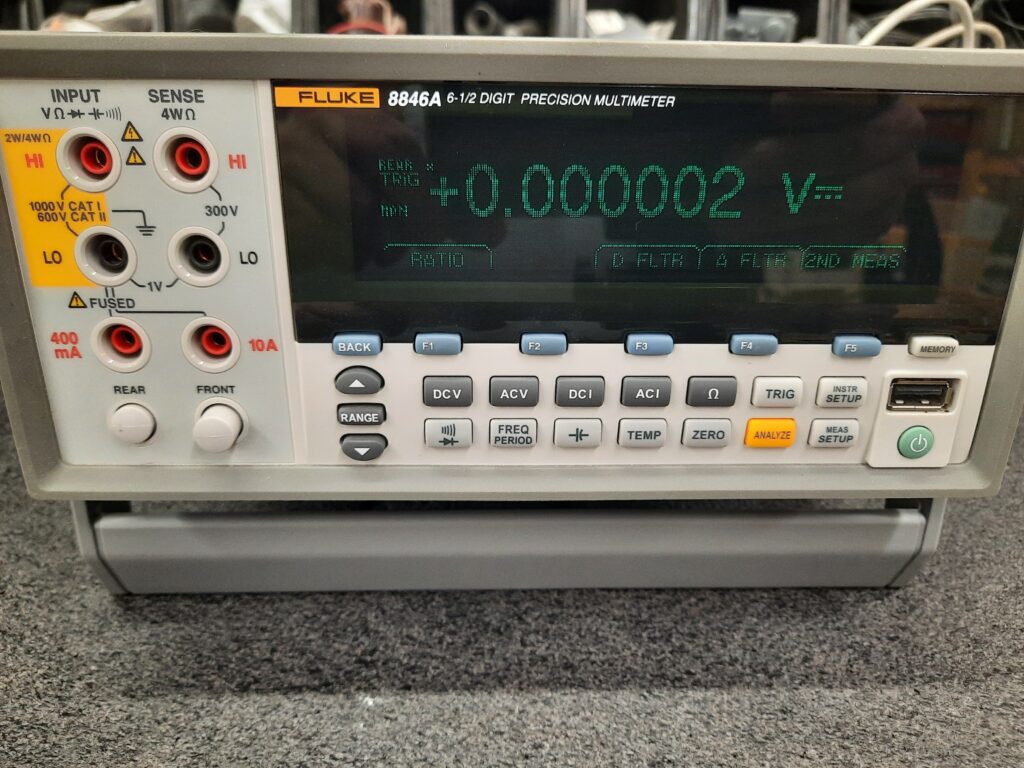 INPUT
VΩ
SENSE
4WΩ
2W/4WΩ
HI
HI
1000V CAT I
600V CAT II
300V
LO
LO
1V
FUSED
400
mA
10A
REAR
FRONT
FLUKE 8846A 6-1/2 DIGIT PRECISION MULTIMETER
REAR
TRIG
MAN
+0.000002 V
RATIO D FLTR A FLTR 2ND MEAS
BACK F1 F2 F3 F4 F5 MEMORY
DCV ACV DCI ACI Ω TRIG INSTR SETUP
RANGE
FREQ PERIOD TEMP ZERO ANALYZE MEAS SETUP